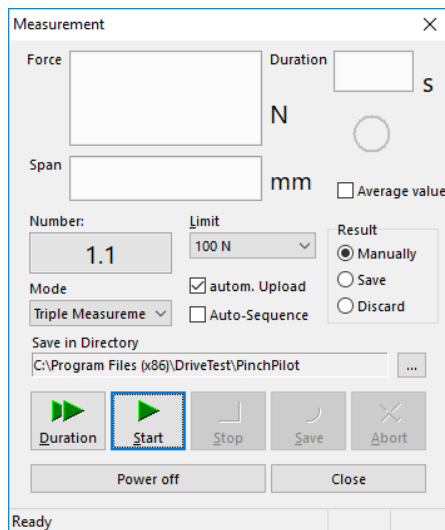 Measurement
Force
Duration
s
N
Span
mm
Average value
Number:
Limit
1.1
100 N
Result
Manually
Mode
autom. Upload
Save
Triple Measureme
Auto-Sequence
Discard
Save in Directory
C:\Program Files (x86)\DriveTest\PinchPilot
...
Duration
Start
Stop
Save
Abort
Power off
Close
Ready